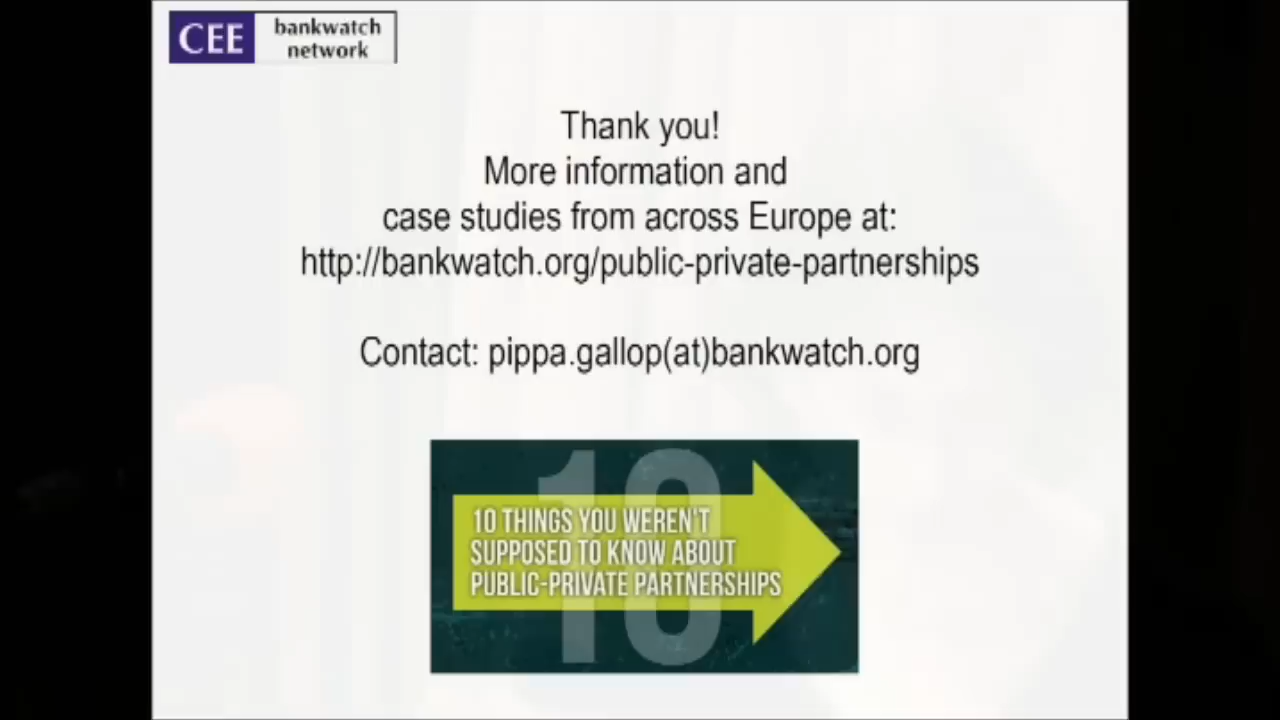 CEE
bankwatch
network
Thank you!
More information and
case studies from across Europe at:
http://bankwatch.org/public-private-partnerships
Contact: pippa.gallop(at)bankwatch.org
10
10 THINGS YOU WEREN'T
SUPPOSED TO KNOW ABOUT
PUBLIC-PRIVATE PARTNERSHIPS